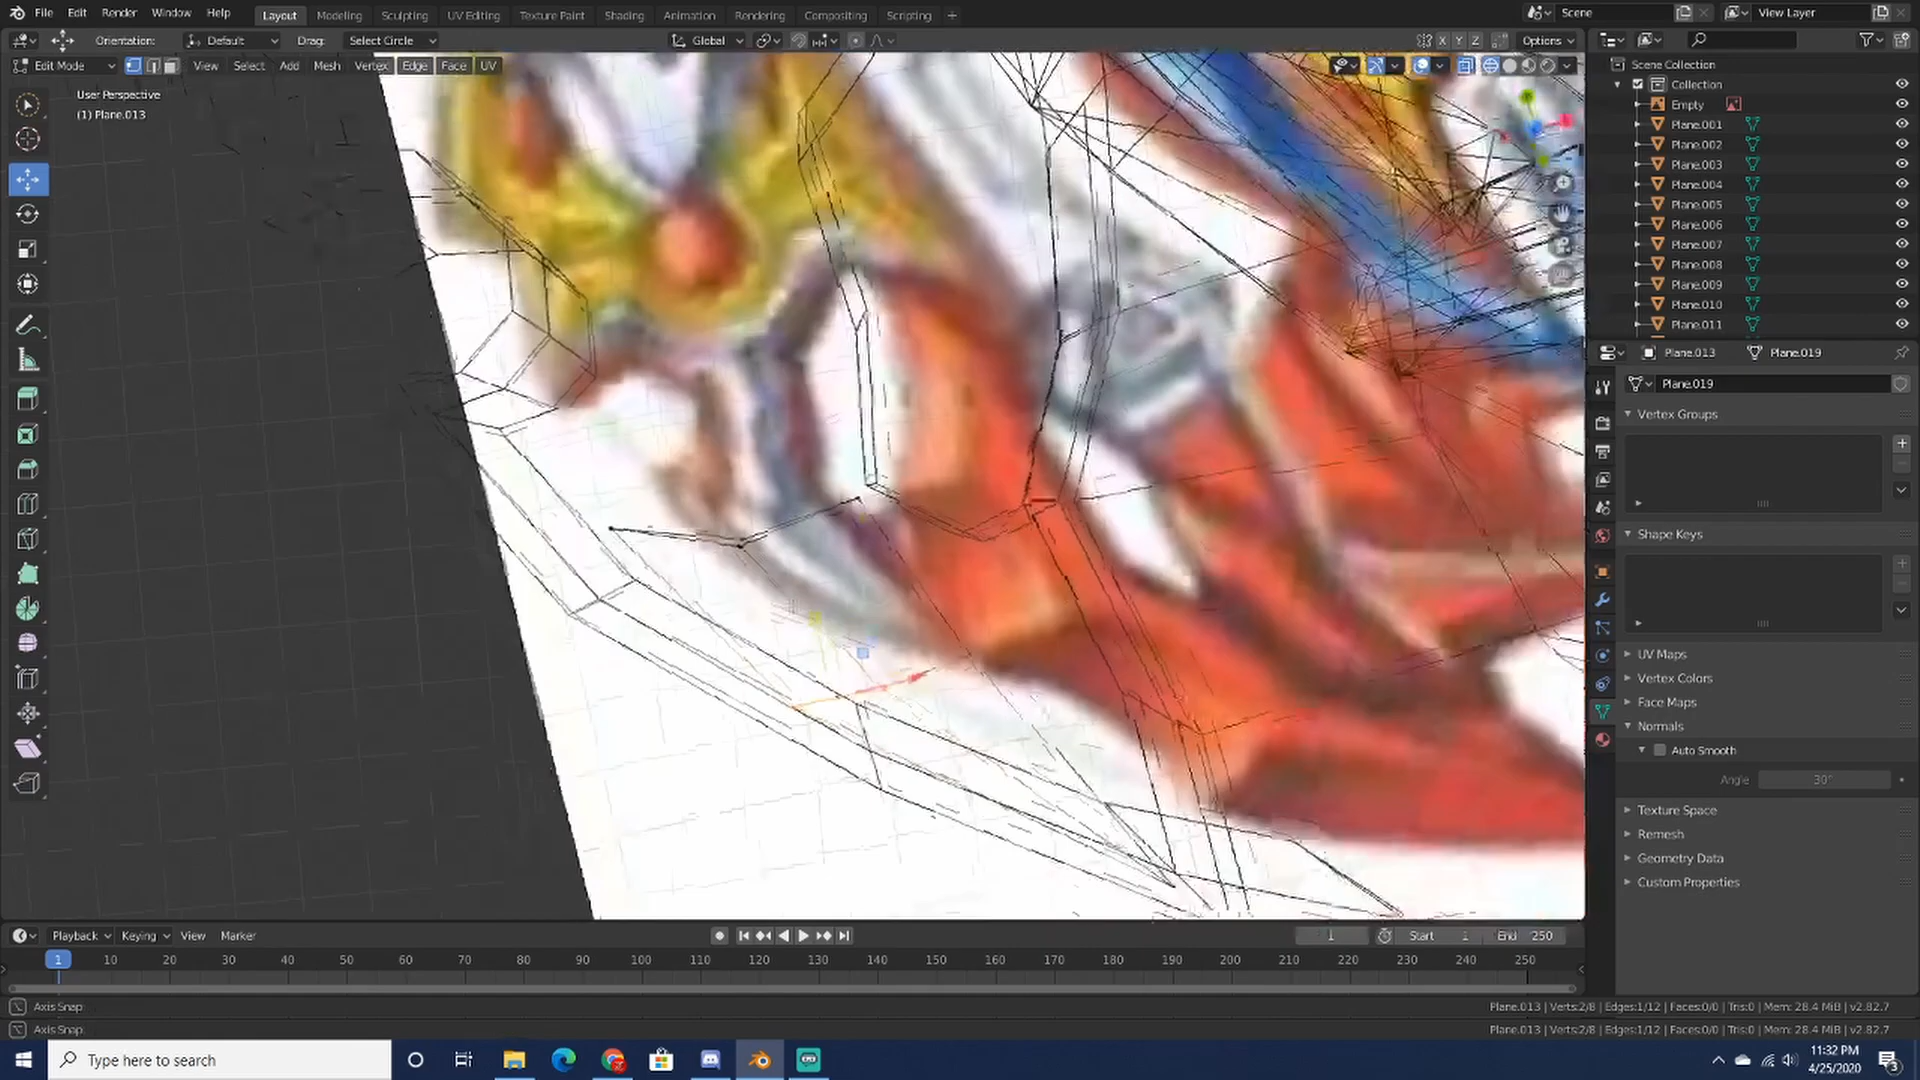 File Edit Render Window Help Layout Modeling Sculpting UV Editing Texture Paint Shading Animation Rendering Compositing Scripting + Scene View Layer
Orientation: Default Drag: Select Circle Global X Y Z Options
Edit Mode View Select Add Mesh Vertex Edge Face UV
User Perspective
(1) Plane.013
Scene Collection
Collection
Empty
Plane.001
Plane.002
Plane.003
Plane.004
Plane.005
Plane.006
Plane.007
Plane.008
Plane.009
Plane.010
Plane.011
Plane.013 Plane.019
Plane.019
Vertex Groups
Shape Keys
UV Maps
Vertex Colors
Face Maps
Normals
Auto Smooth
Angle 30°
Texture Space
Remesh
Geometry Data
Custom Properties
Playback Keying View Marker 1 Start 1 End 250
1 10 20 30 40 50 60 70 80 90 100 110 120 130 140 150 160 170 180 190 200 210 220 230 240 250
Axis Snap Plane.013 | Verts:2/8 | Edges:1/12 | Faces:0/0 | Tris:0 | Mem: 28.4 MiB | v2.82.7
Axis Snap Plane.013 | Verts:2/8 | Edges:1/12 | Faces:0/0 | Tris:0 | Mem: 28.4 MiB | v2.82.7
Type here to search
11:32 PM
4/25/2020
3